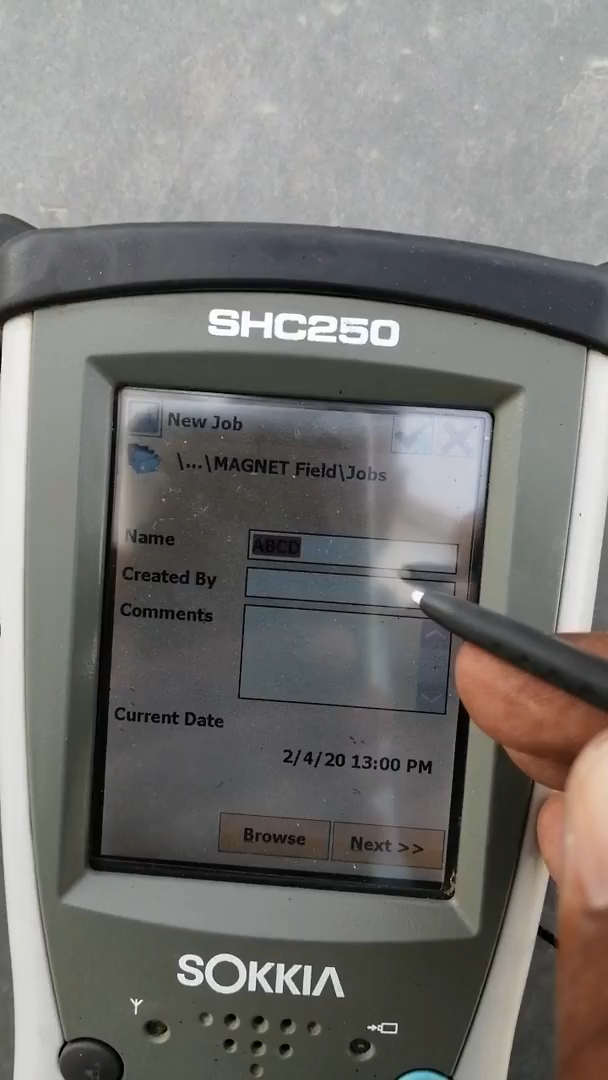 SHC250
New Job
\...\MAGNET Field\Jobs
Name ABCD
Created By
Comments
Current Date
2/4/20 13:00 PM
Browse Next >>
SOKKIA